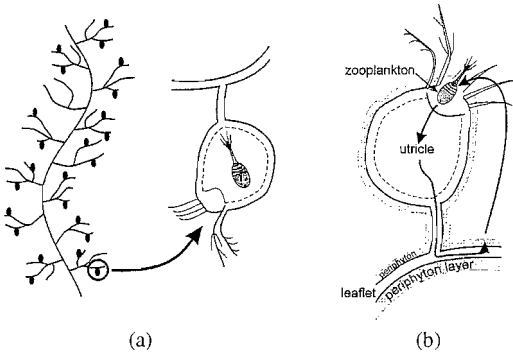 zooplankton
utricle
periphyton
leaflet
periphyton layer
(a)
(b)